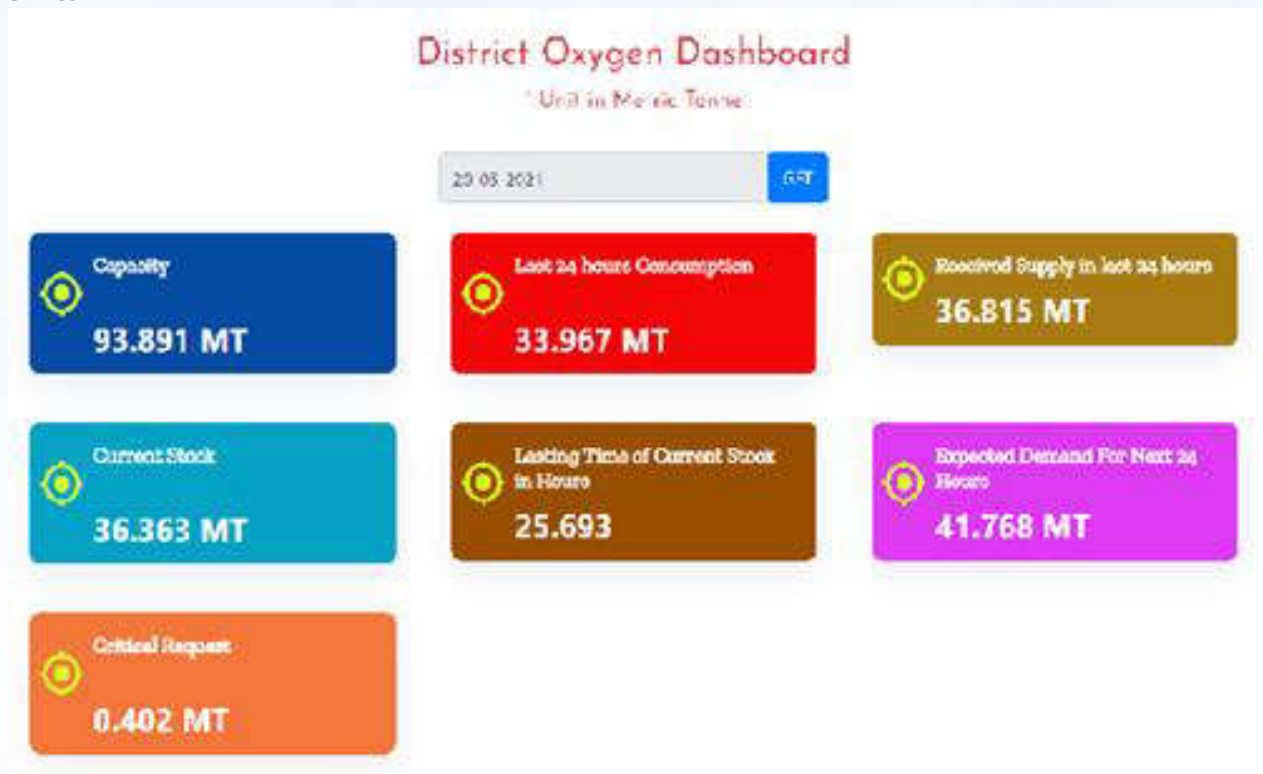 District Oxygen Dashboard
* Unit in Metric Tonne
2021
GET
Capacity
93.891 MT
Last 24 hours Consumption
33.967 MT
Received Supply in last 24 hours
36.815 MT
Current Stock
36.363 MT
Lasting Time of Current Stock
in Hours
25.693
Expected Demand For Next 24
Hours
41.768 MT
Critical Request
0.402 MT